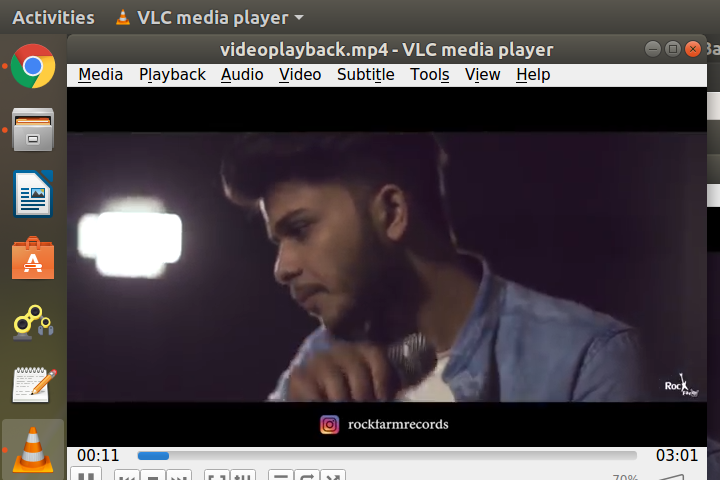 Activities VLC media player
videoplayback.mp4 - VLC media player
Media Playback Audio Video Subtitle Tools View Help
Rock
rockfarmrecords
00:11 03:01
70%